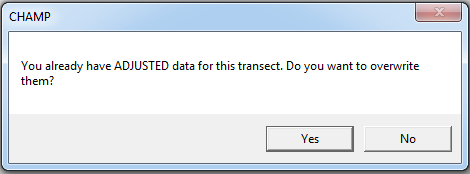 CHAMP
You already have ADJUSTED data for this transect. Do you want to overwrite
them?
Yes
No